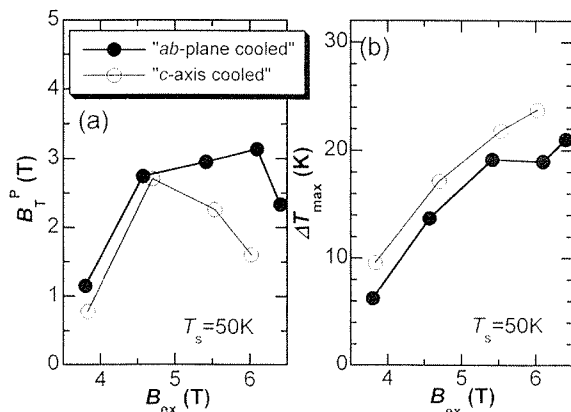 "ab-plane cooled"
"c-axis cooled"
(a)
(b)
B_T^P (T)
5
4
3
2
1
0
T_s=50K
4 5 6
B_ex (T)
ΔT_max (K)
30
20
10
0
T_s=50K
4 5 6
B_ex (T)